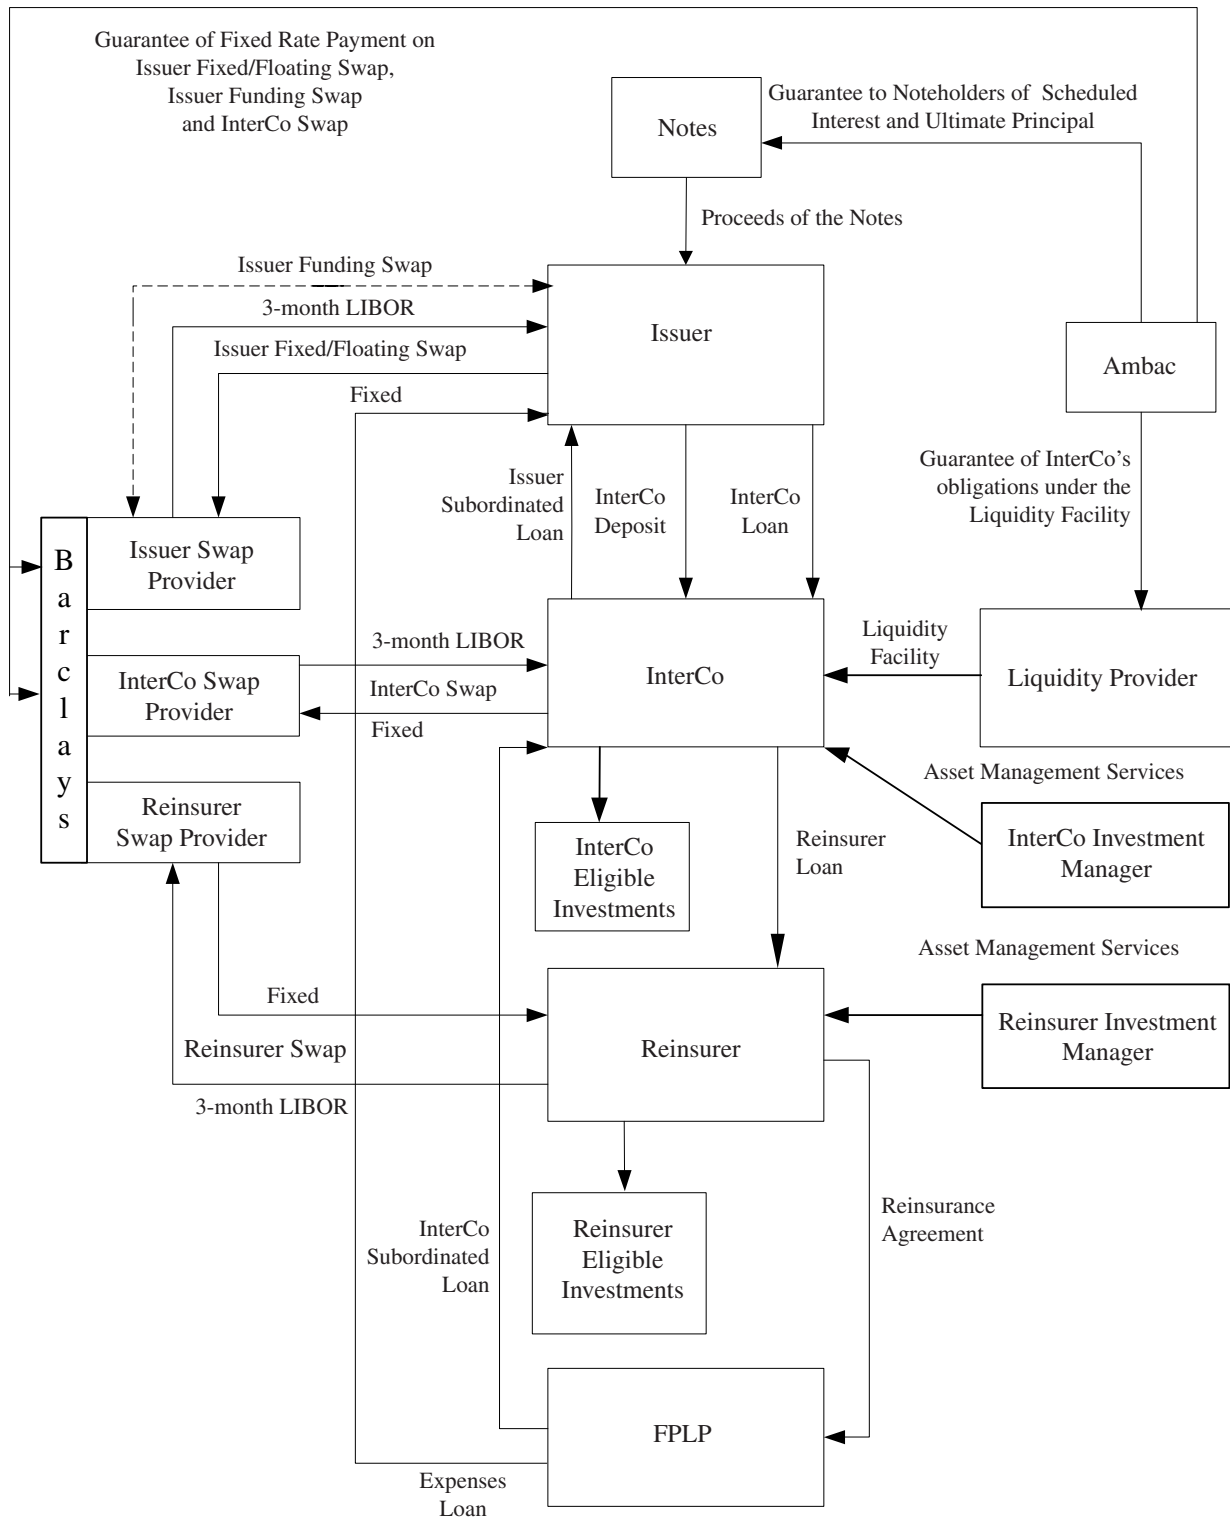 Guarantee of Fixed Rate Payment on
Issuer Fixed/Floating Swap,
Issuer Funding Swap
and InterCo Swap
Notes
Guarantee to Noteholders of Scheduled
Interest and Ultimate Principal
Proceeds of the Notes
Issuer Funding Swap
3-month LIBOR
Issuer Fixed/Floating Swap
Fixed
Issuer
Ambac
Issuer
Subordinated
Loan
InterCo
Deposit
InterCo
Loan
Guarantee of InterCo's
obligations under the
Liquidity Facility
Barclays
Issuer Swap
Provider
InterCo Swap
Provider
Reinsurer
Swap Provider
3-month LIBOR
InterCo Swap
Fixed
InterCo
Liquidity
Facility
Liquidity Provider
Asset Management Services
InterCo Investment
Manager
InterCo
Eligible
Investments
Reinsurer
Loan
Asset Management Services
Reinsurer Investment
Manager
Fixed
Reinsurer Swap
3-month LIBOR
Reinsurer
Reinsurance
Agreement
InterCo
Subordinated
Loan
Reinsurer
Eligible
Investments
FPLP
Expenses
Loan